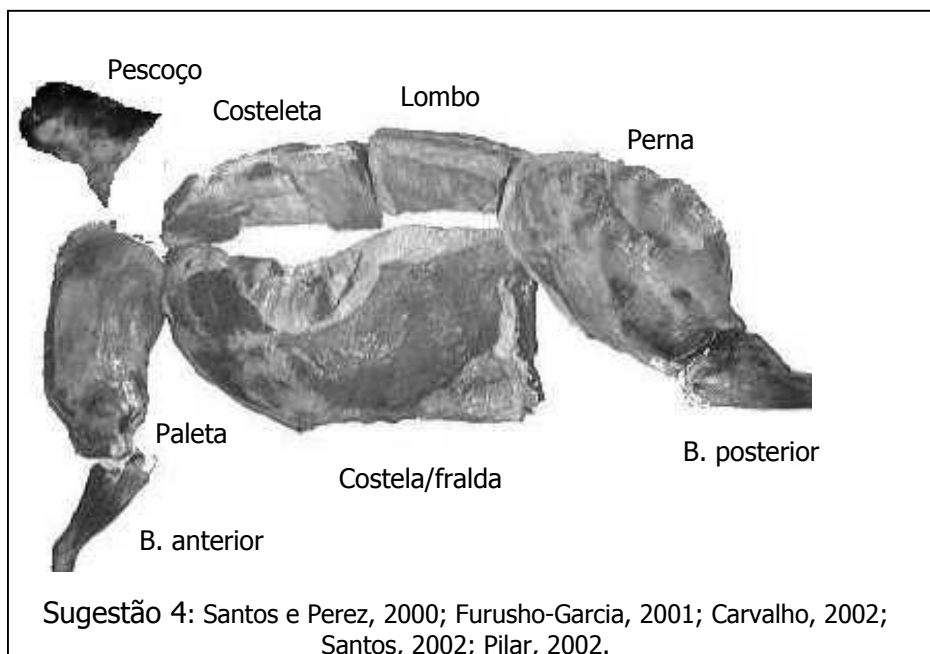 Pescoço
Costeleta
Lombo
Perna
Paleta
Costela/fralda
B. posterior
B. anterior
Sugestão 4: Santos e Perez, 2000; Furusho-Garcia, 2001; Carvalho, 2002;
Santos, 2002; Pilar, 2002.